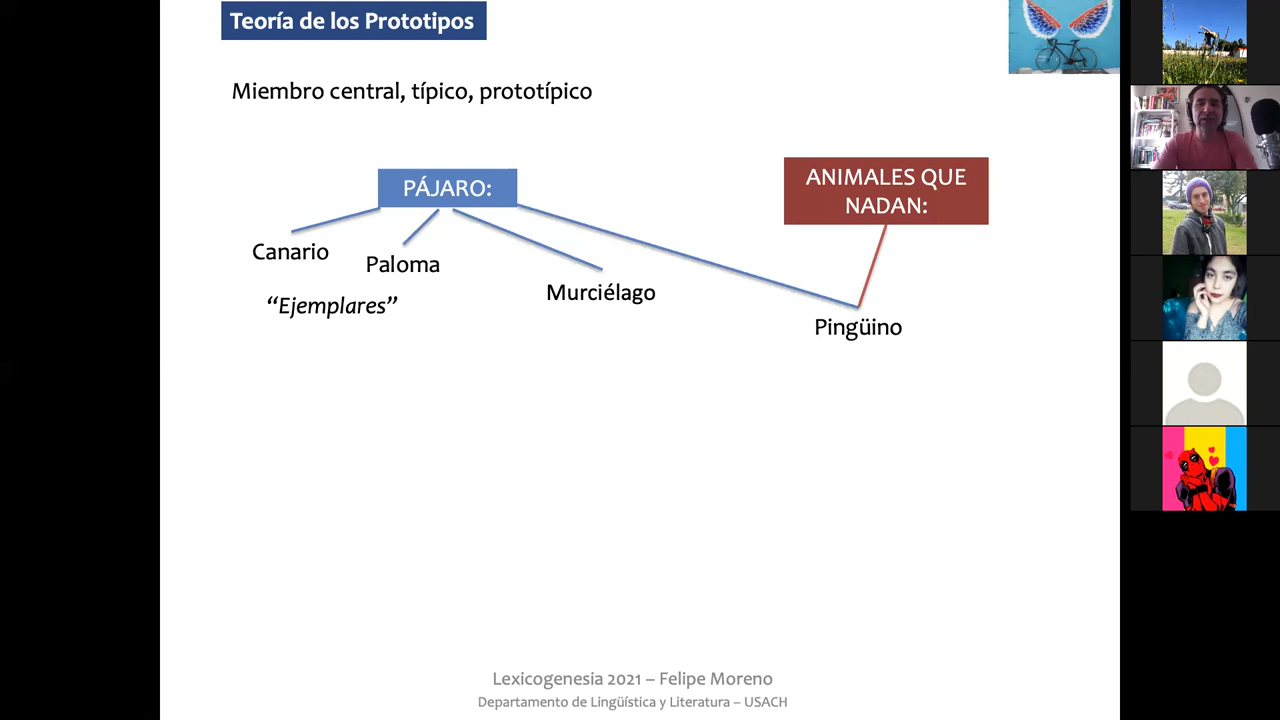 Teoría de los Prototipos
Miembro central, típico, prototípico
PÁJARO:
ANIMALES QUE
NADAN:
Canario
Paloma
"Ejemplares"
Murciélago
Pingüino
Lexicogenesia 2021 – Felipe Moreno
Departamento de Lingüística y Literatura – USACH